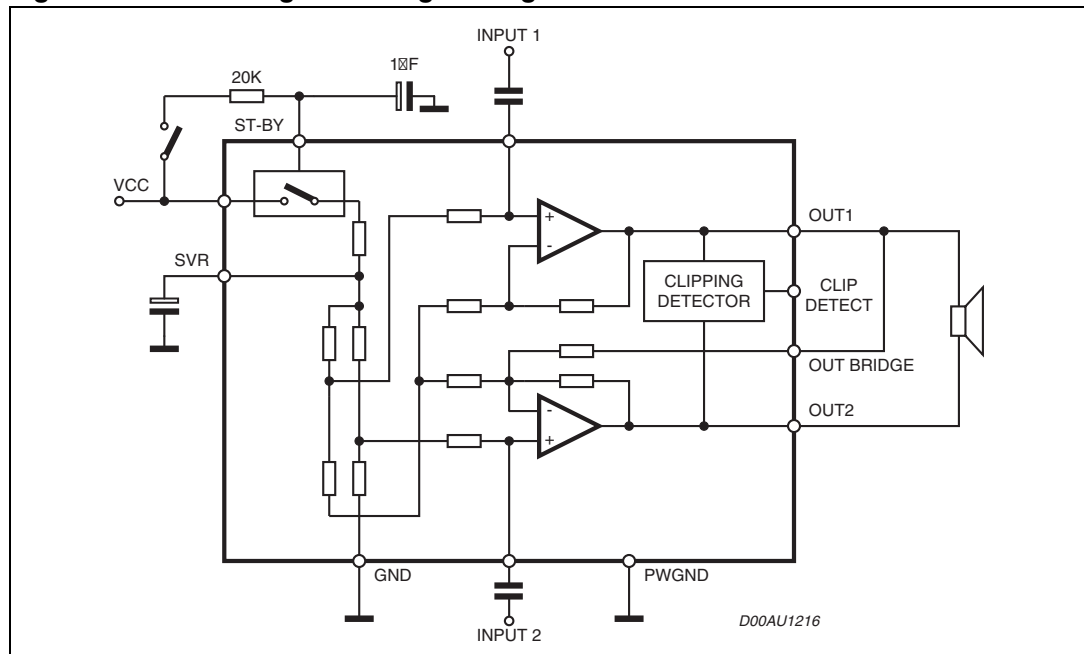 INPUT 1
1F
20K
ST-BY
VCC
OUT1
+
-
SVR
CLIPPING
DETECTOR
CLIP
DETECT
OUT BRIDGE
OUT2
-
+
GND
PWGND
INPUT 2
D00AU1216